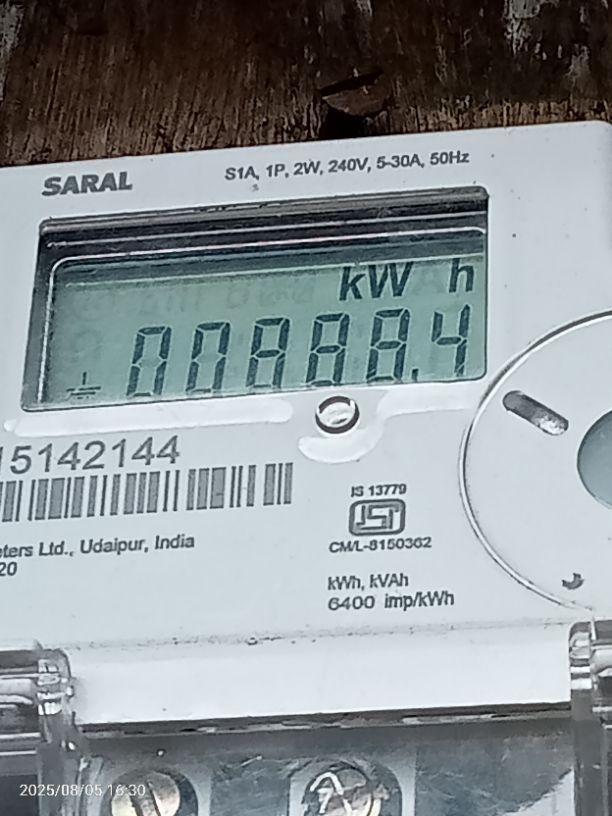 SARAL
S1A, 1P, 2W, 240V, 5-30A, 50Hz
kW h
00888.4
15142144
eters Ltd., Udaipur, India
20
IS 13779
ISI
CM/L-8150362
kWh, kVAh
6400 imp/kWh
2025/08/05 16:30